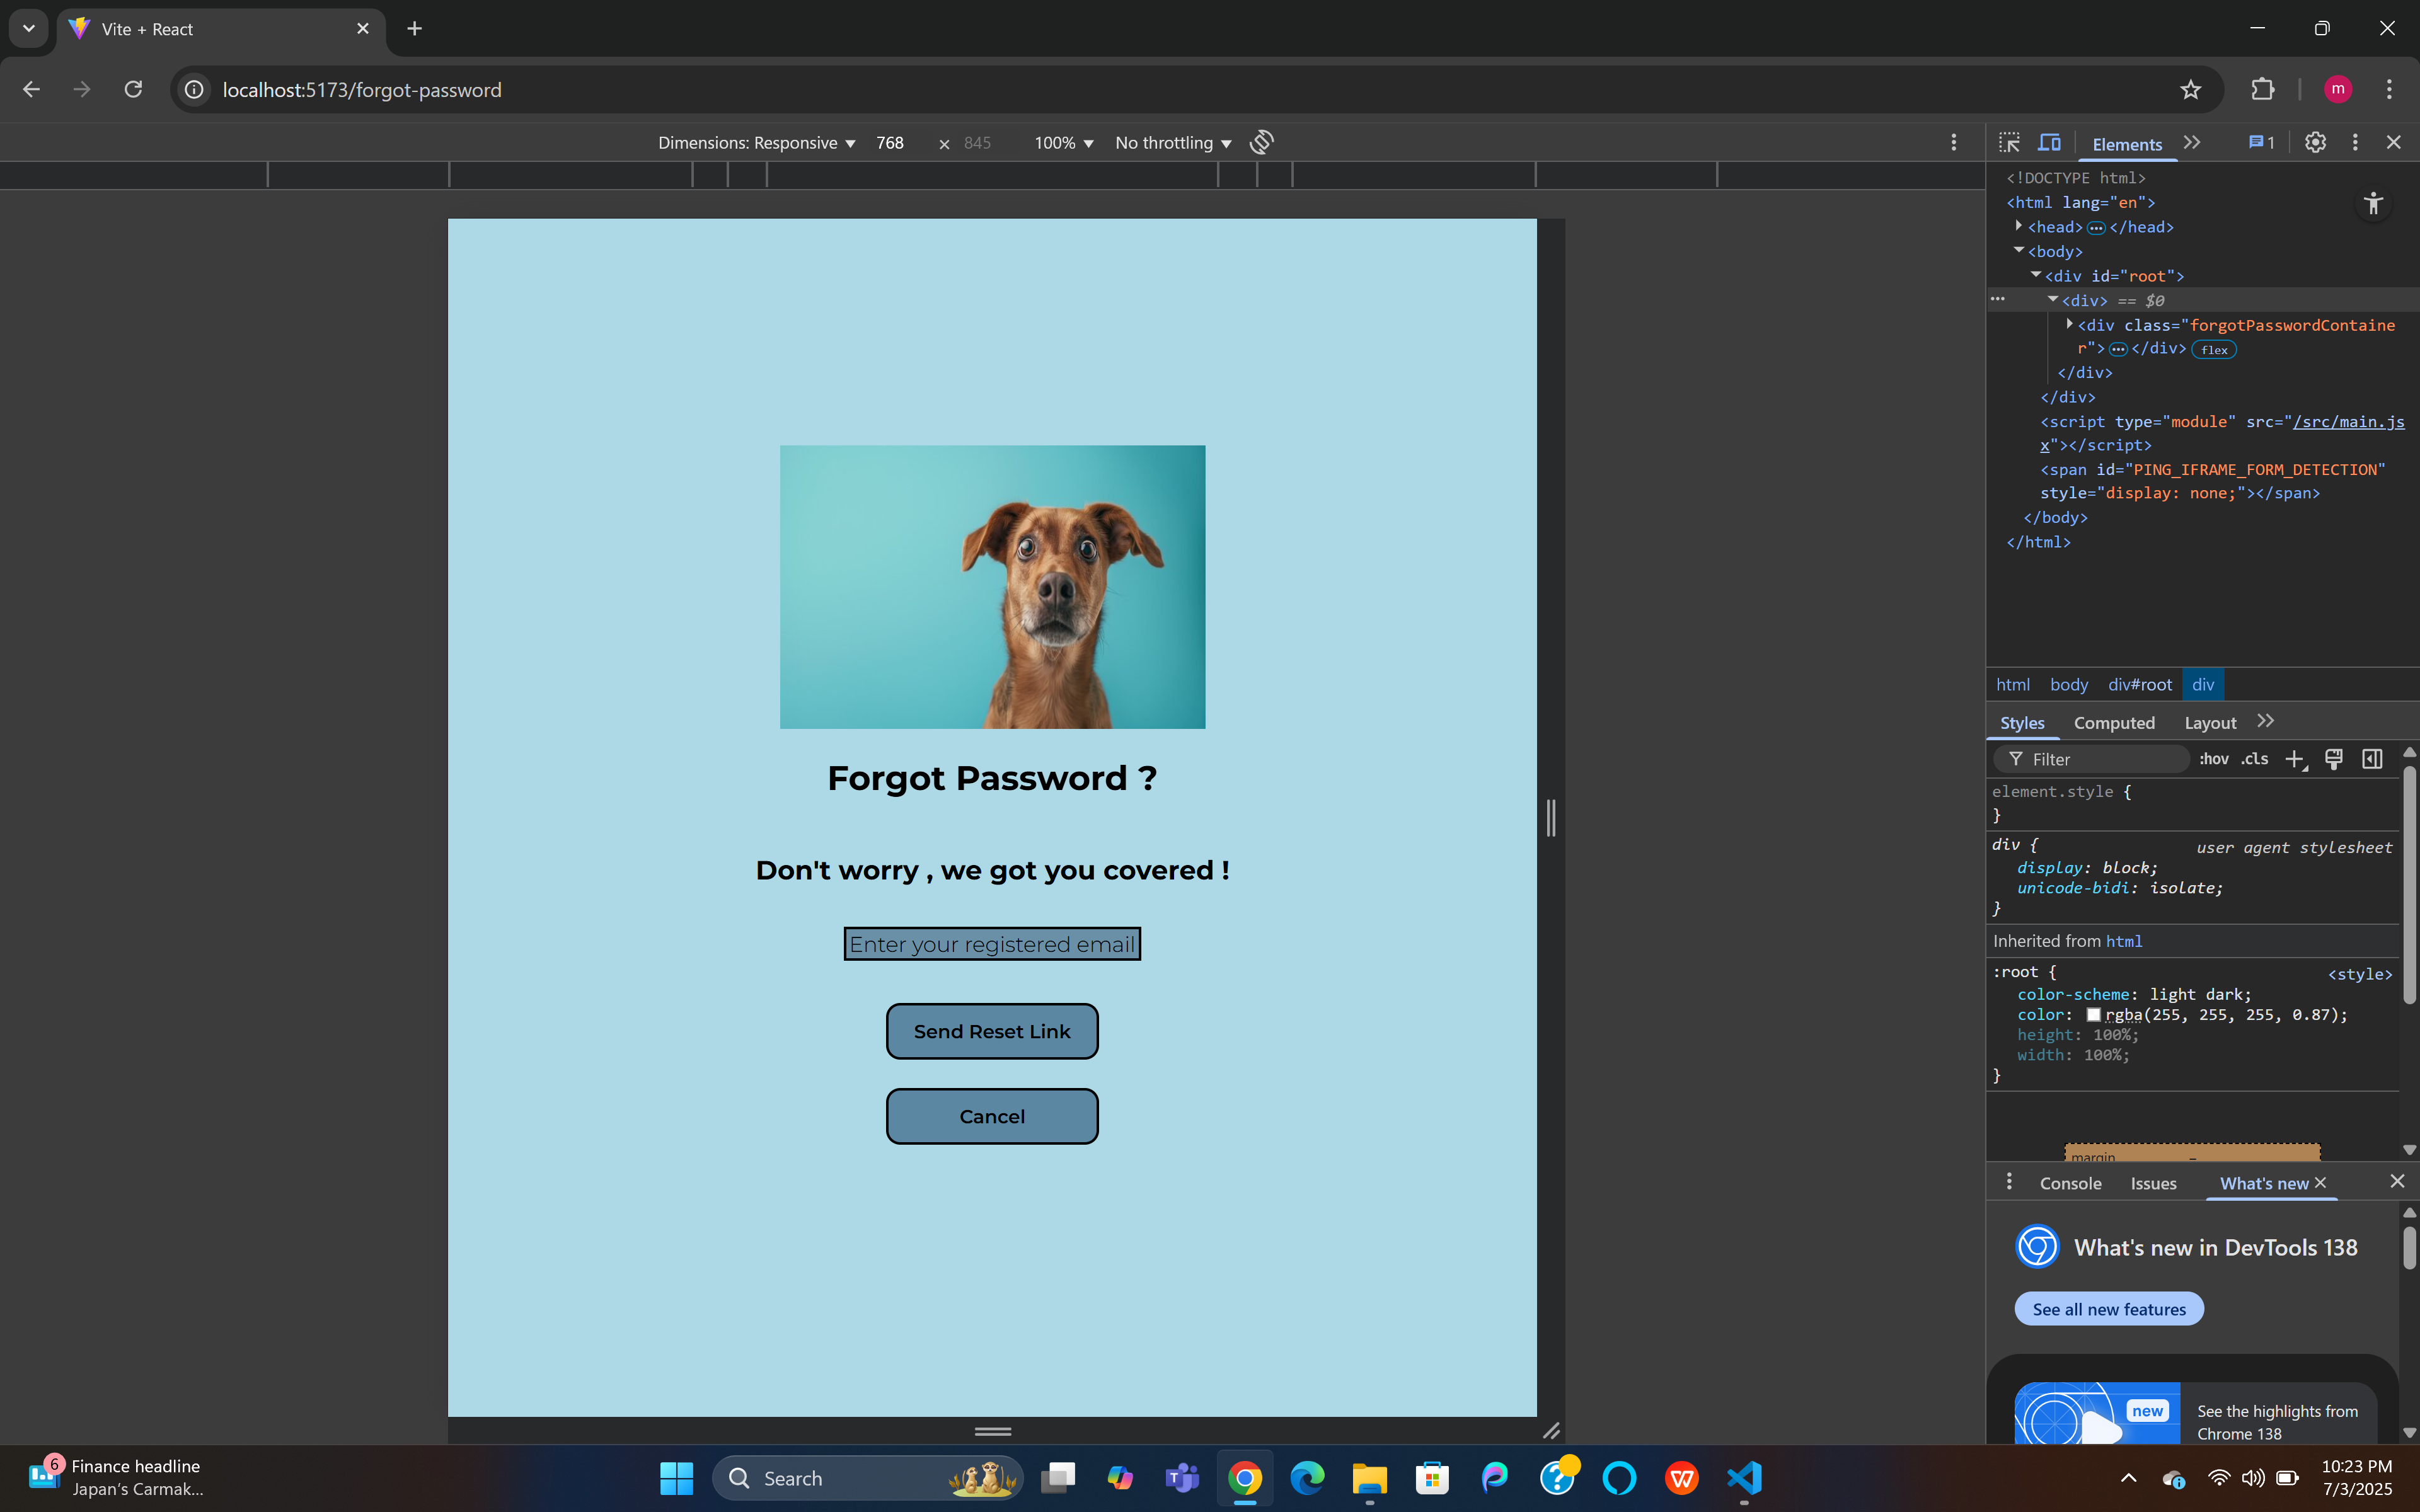 Vite + React
localhost:5173/forgot-password
m
Dimensions: Responsive 768 × 845 100% No throttling
Elements 1
<!DOCTYPE html>
<html lang="en">
<head> ••• </head>
<body>
<div id="root">
••• <div> == $0
<div class="forgotPasswordContaine
r"> ••• </div> flex
</div>
</div>
<script type="module" src="/src/main.js
x"></script>
<span id="PING_IFRAME_FORM_DETECTION"
style="display: none;"></span>
</body>
</html>
html body div#root div
Styles Computed Layout
Filter :hov .cls
element.style {
}
div { user agent stylesheet
display: block;
unicode-bidi: isolate;
}
Inherited from html
:root { <style>
color-scheme: light dark;
color: rgba(255, 255, 255, 0.87);
height: 100%;
width: 100%;
}
margin –
Console Issues What's new
What's new in DevTools 138
See all new features
new
See the highlights from
Chrome 138
Forgot Password ?
Don't worry , we got you covered !
Enter your registered email
Send Reset Link
Cancel
6
Finance headline
Japan's Carmak...
Search
10:23 PM
7/3/2025